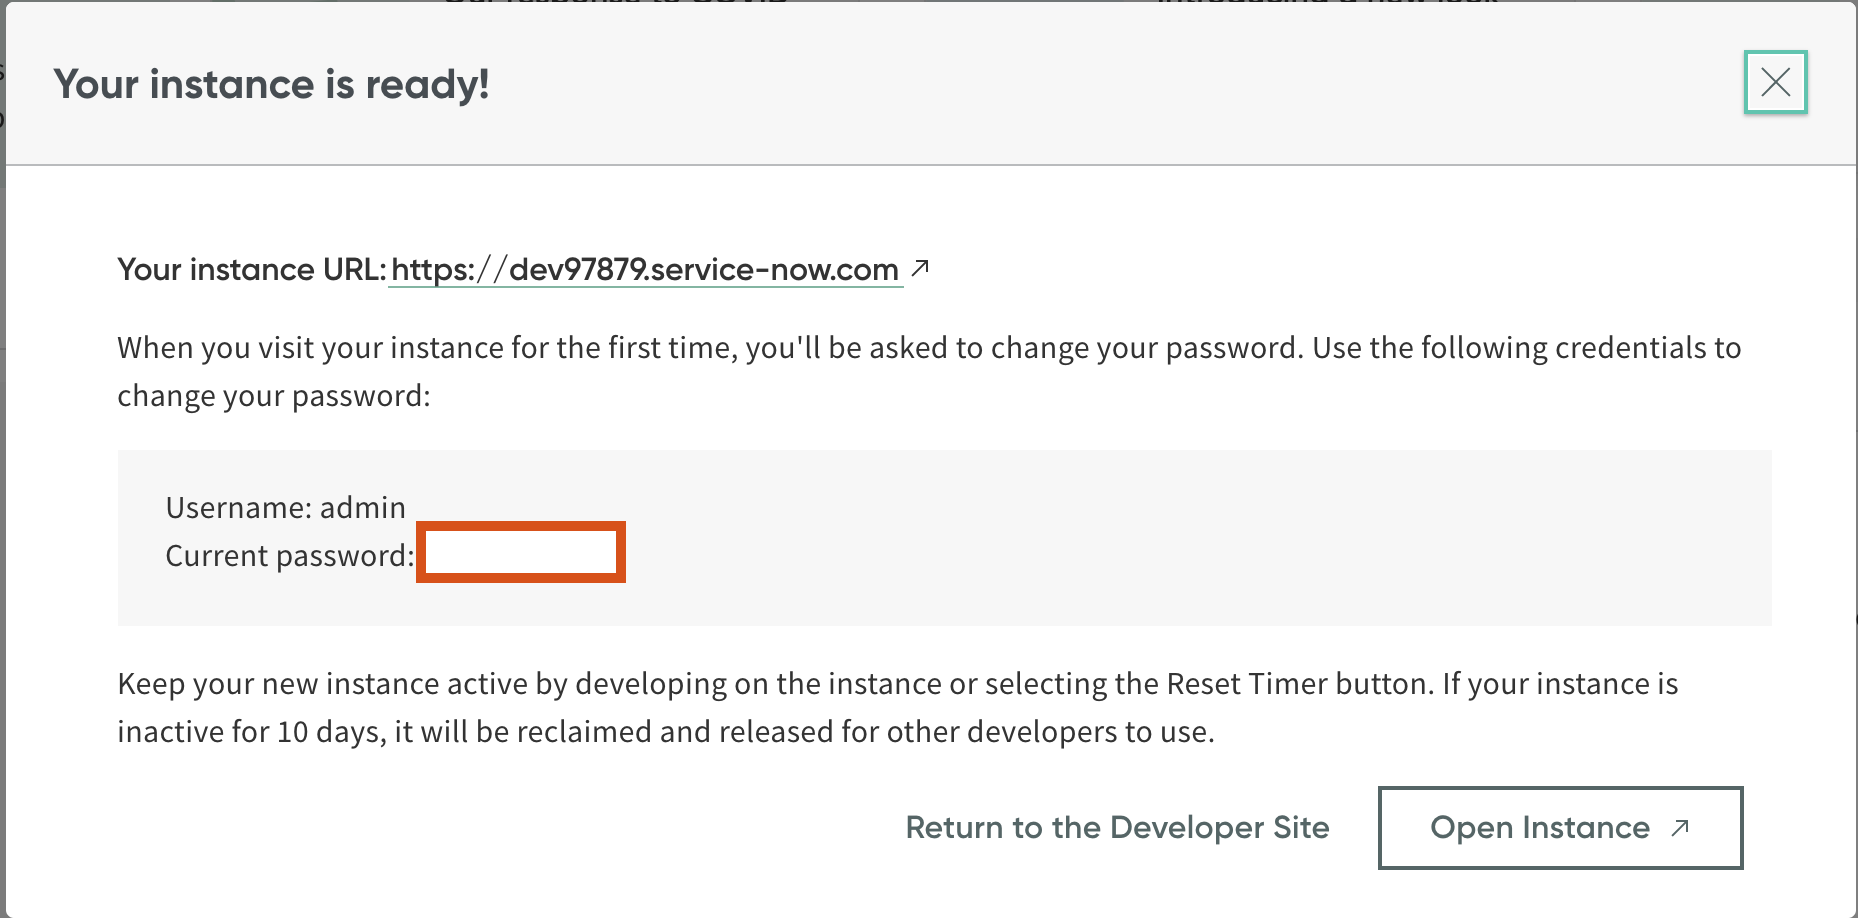 Your instance is ready!
Your instance URL: https://dev97879.service-now.com
When you visit your instance for the first time, you'll be asked to change your password. Use the following credentials to
change your password:
Username: admin
Current password:
Keep your new instance active by developing on the instance or selecting the Reset Timer button. If your instance is
inactive for 10 days, it will be reclaimed and released for other developers to use.
Return to the Developer Site
Open Instance